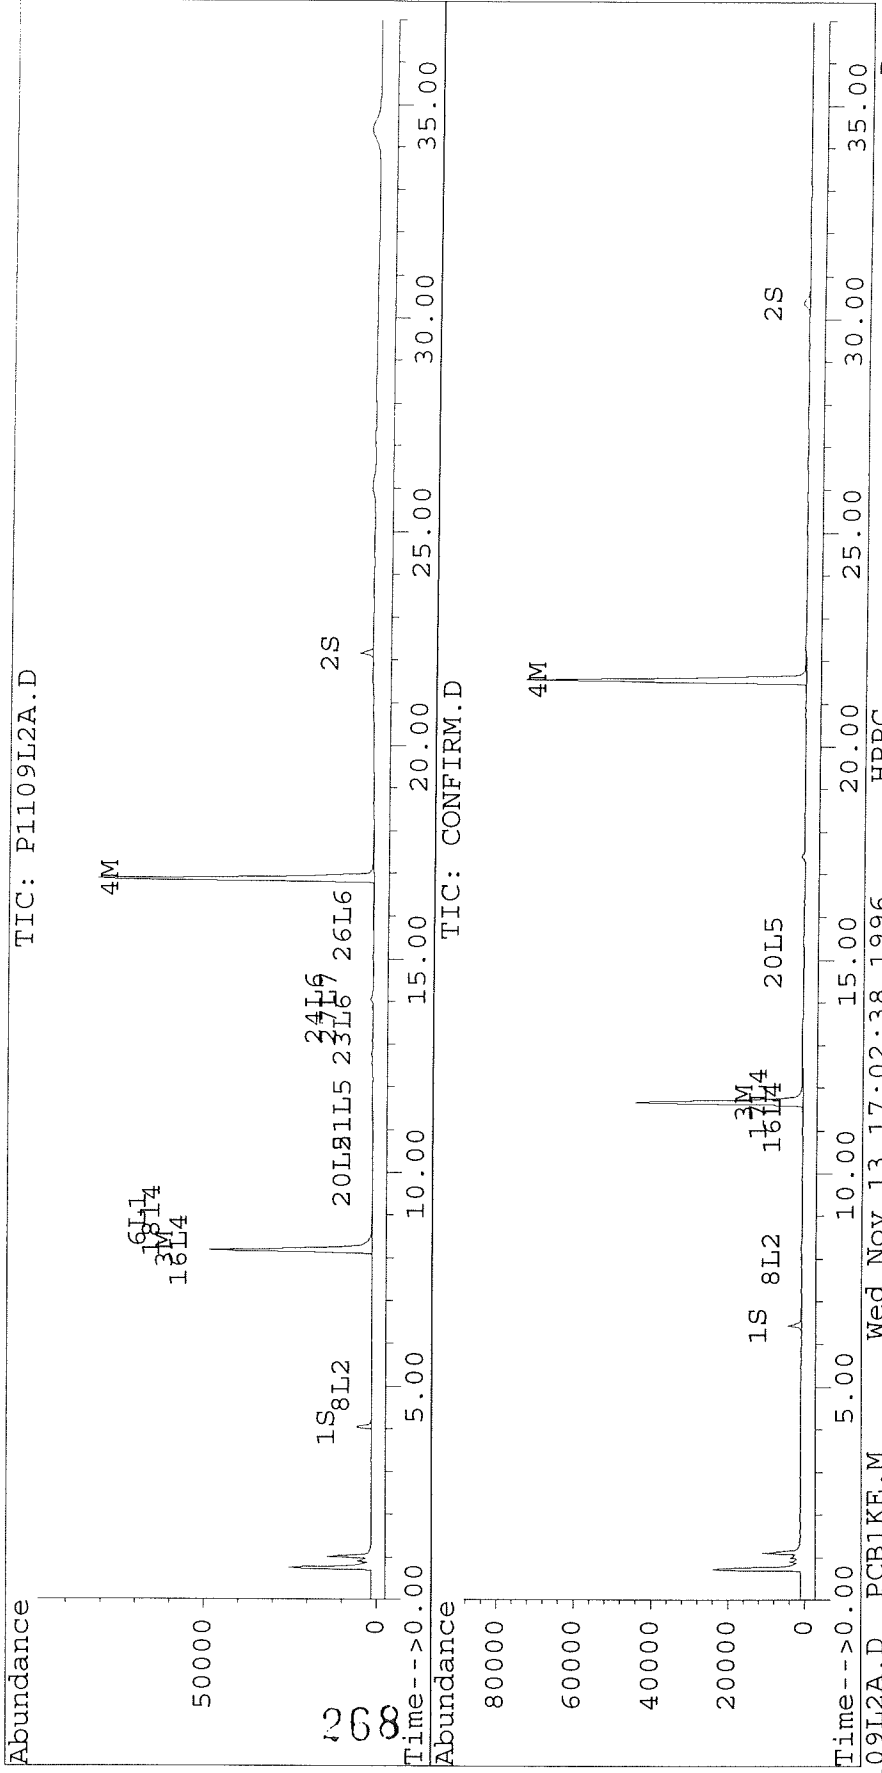 Abundance
TIC: P1109L2A.D
50000
0
1S
8L2
6L1
18L4
3M
16L4
20L5
21L5
24L6
27L7
23L6
26L6
4M
2S
Time-->0.00 5.00 10.00 15.00 20.00 25.00 30.00 35.00
268
Abundance
TIC: CONFIRM.D
80000
60000
40000
20000
0
1S
8L2
3M
17L4
16L4
20L5
4M
2S
Time-->0.00 5.00 10.00 15.00 20.00 25.00 30.00 35.00
09L2A.D PCB1KE.M Wed Nov 13 17:02:38 1996